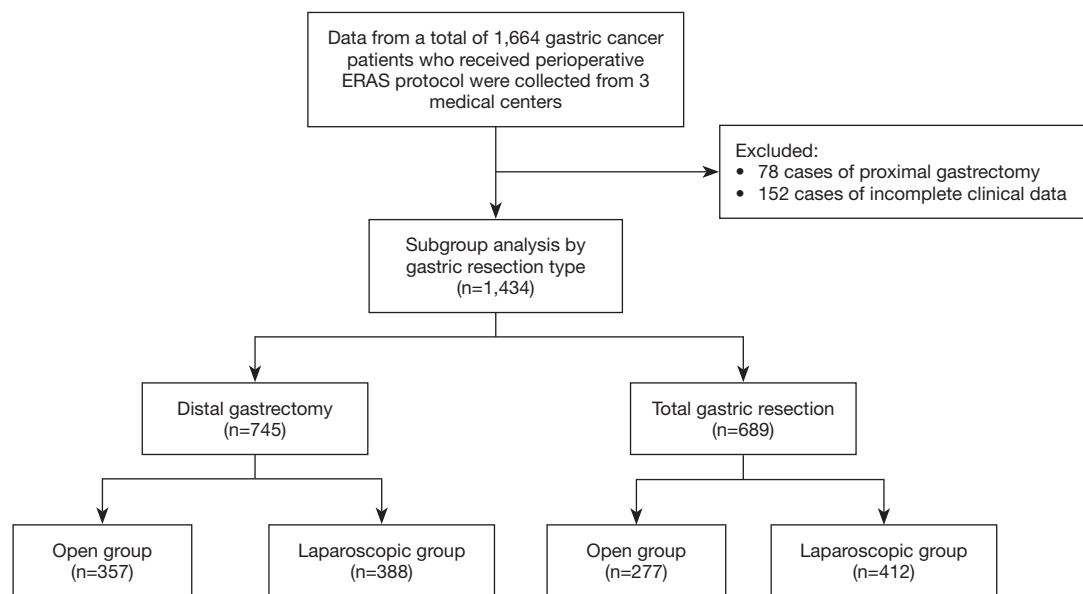 Data from a total of 1,664 gastric cancer
patients who received perioperative
ERAS protocol were collected from 3
medical centers
Excluded:
• 78 cases of proximal gastrectomy
• 152 cases of incomplete clinical data
Subgroup analysis by
gastric resection type
(n=1,434)
Distal gastrectomy
(n=745)
Total gastric resection
(n=689)
Open group
(n=357)
Laparoscopic group
(n=388)
Open group
(n=277)
Laparoscopic group
(n=412)